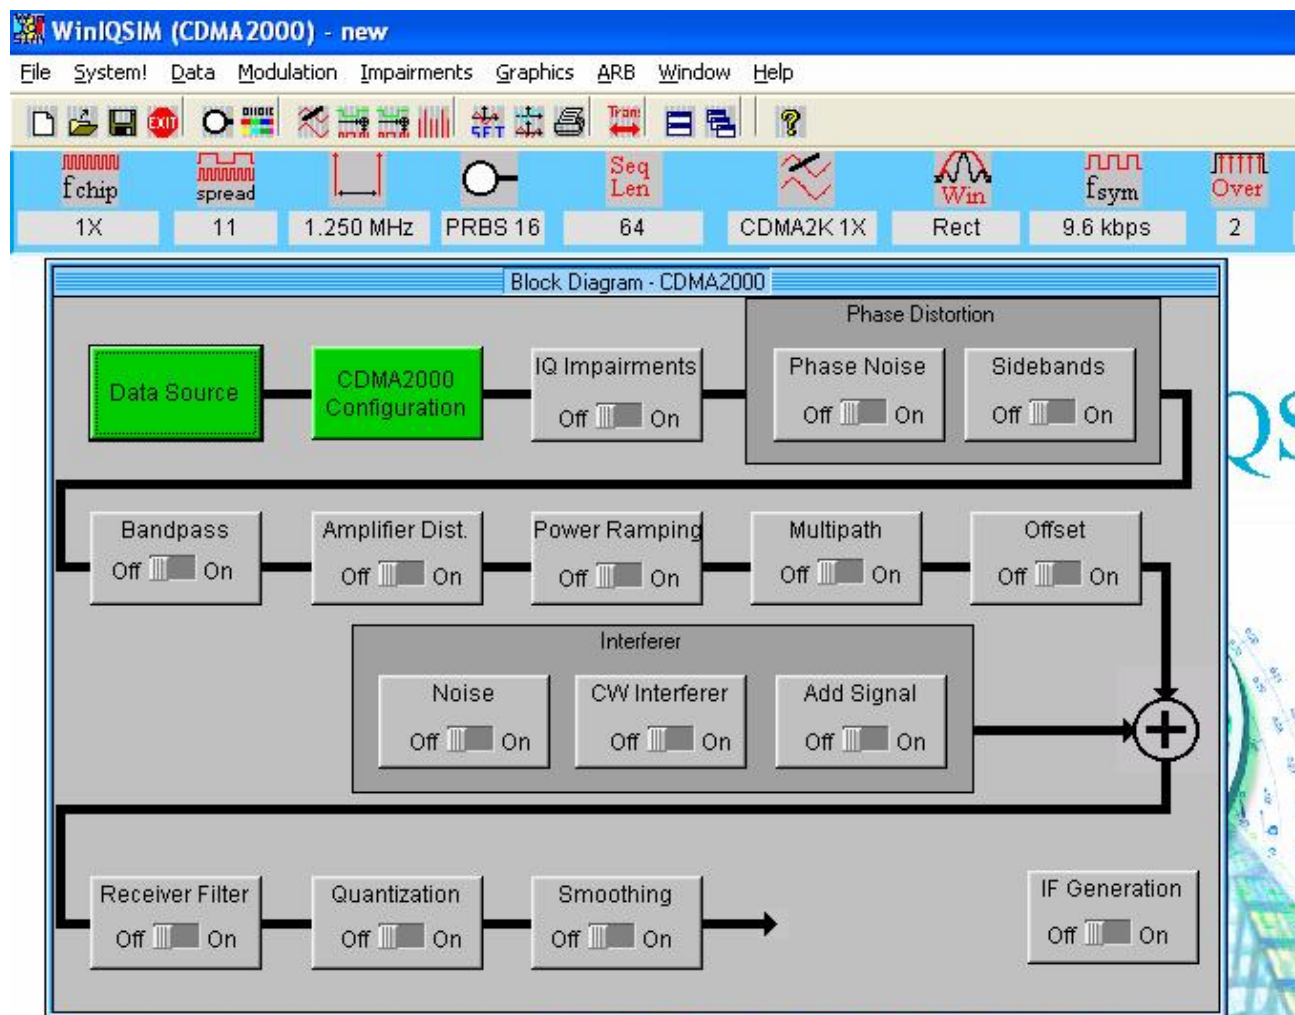 WinIQSIM (CDMA2000) - new
File System! Data Modulation Impairments Graphics ARB Window Help
EXIT SET Tran: ?
fchip spread Seq Len Win fsym Over
1X 11 1.250 MHz PRBS 16 64 CDMA2K 1X Rect 9.6 kbps 2
Block Diagram - CDMA2000
Phase Distortion
Data Source
CDMA2000
Configuration
IQ Impairments
Off On
Phase Noise
Off On
Sidebands
Off On
Bandpass
Off On
Amplifier Dist.
Off On
Power Ramping
Off On
Multipath
Off On
Offset
Off On
Interferer
Noise
Off On
CW Interferer
Off On
Add Signal
Off On
+
Receiver Filter
Off On
Quantization
Off On
Smoothing
Off On
IF Generation
Off On
QS